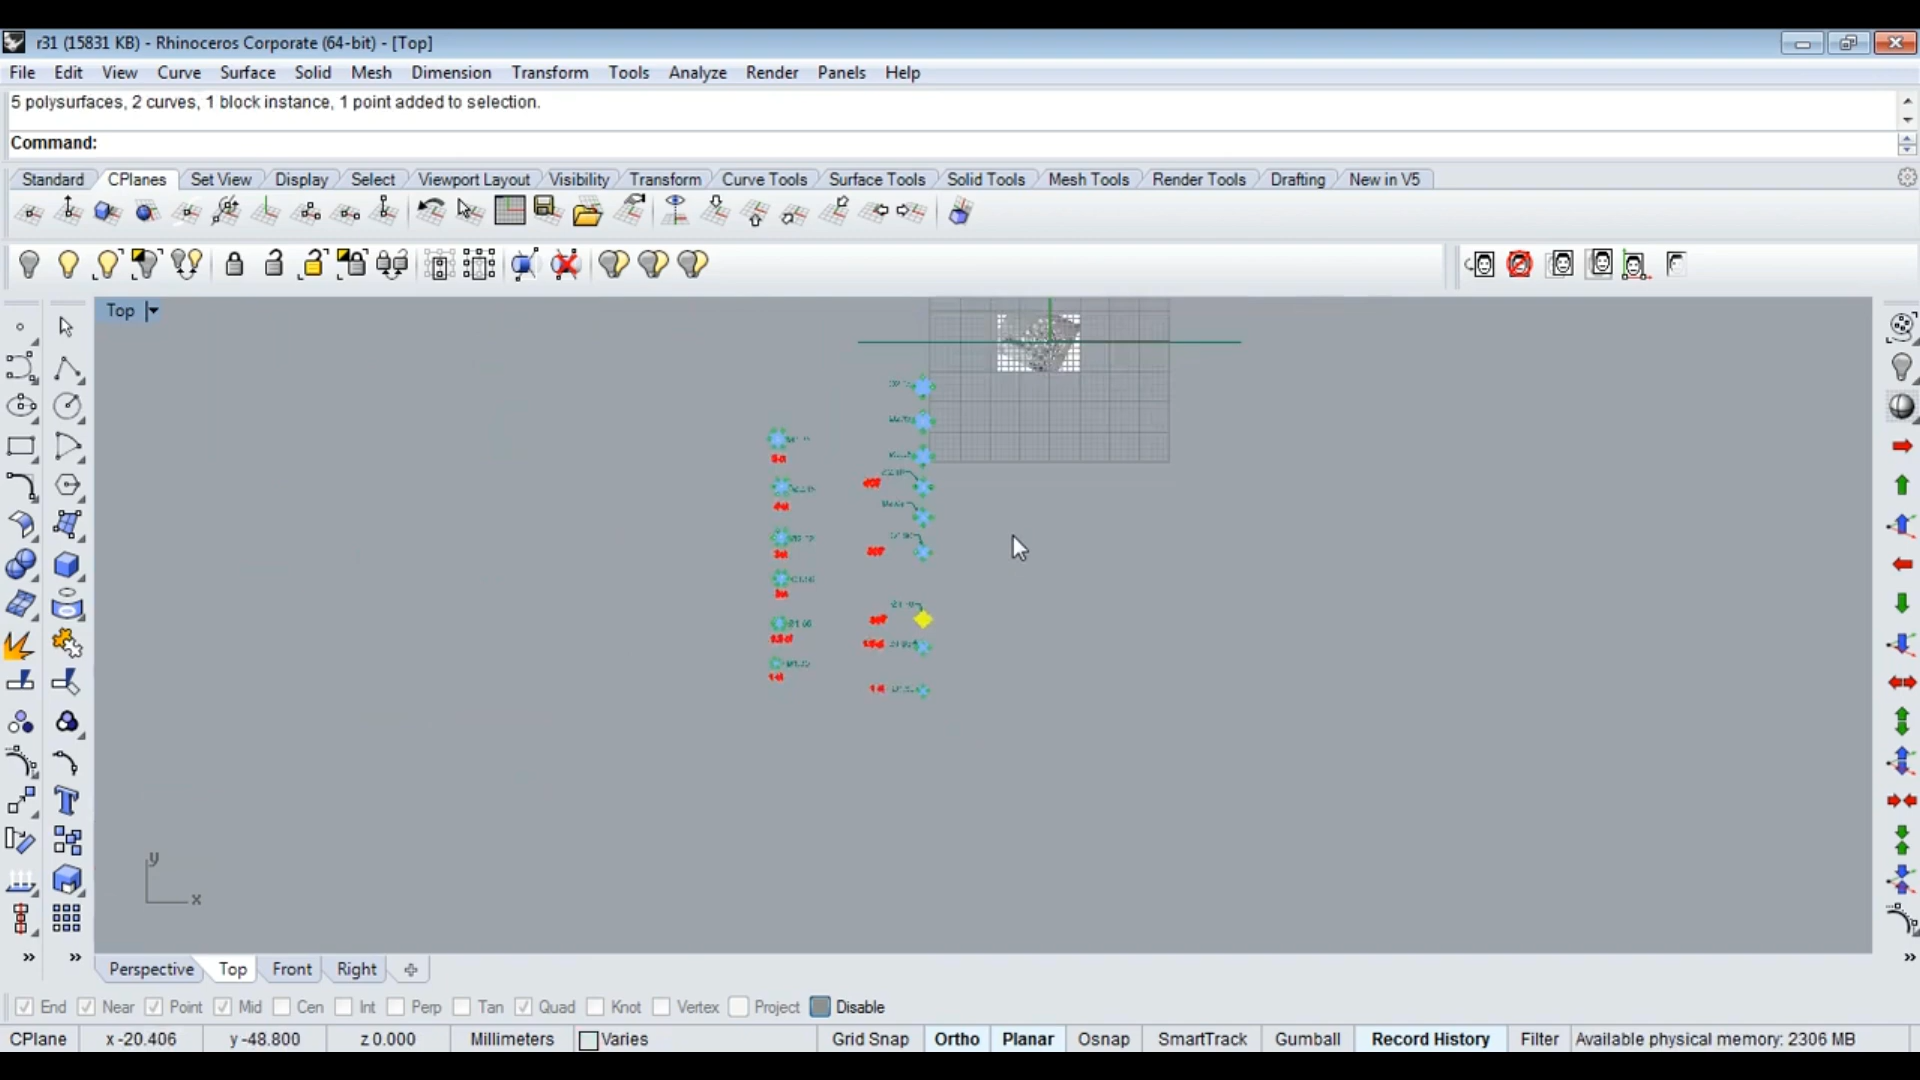 r31 (15831 KB) - Rhinoceros Corporate (64-bit) - [Top]
File Edit View Curve Surface Solid Mesh Dimension Transform Tools Analyze Render Panels Help
5 polysurfaces, 2 curves, 1 block instance, 1 point added to selection.
Command:
Standard CPlanes Set View Display Select Viewport Layout Visibility Transform Curve Tools Surface Tools Solid Tools Mesh Tools Render Tools Drafting New in V5
Top
y
x
Perspective Top Front Right
End Near Point Mid Cen Int Perp Tan Quad Knot Vertex Project Disable
CPlane x -20.406 y -48.800 z 0.000 Millimeters Varies Grid Snap Ortho Planar Osnap SmartTrack Gumball Record History Filter Available physical memory: 2306 MB